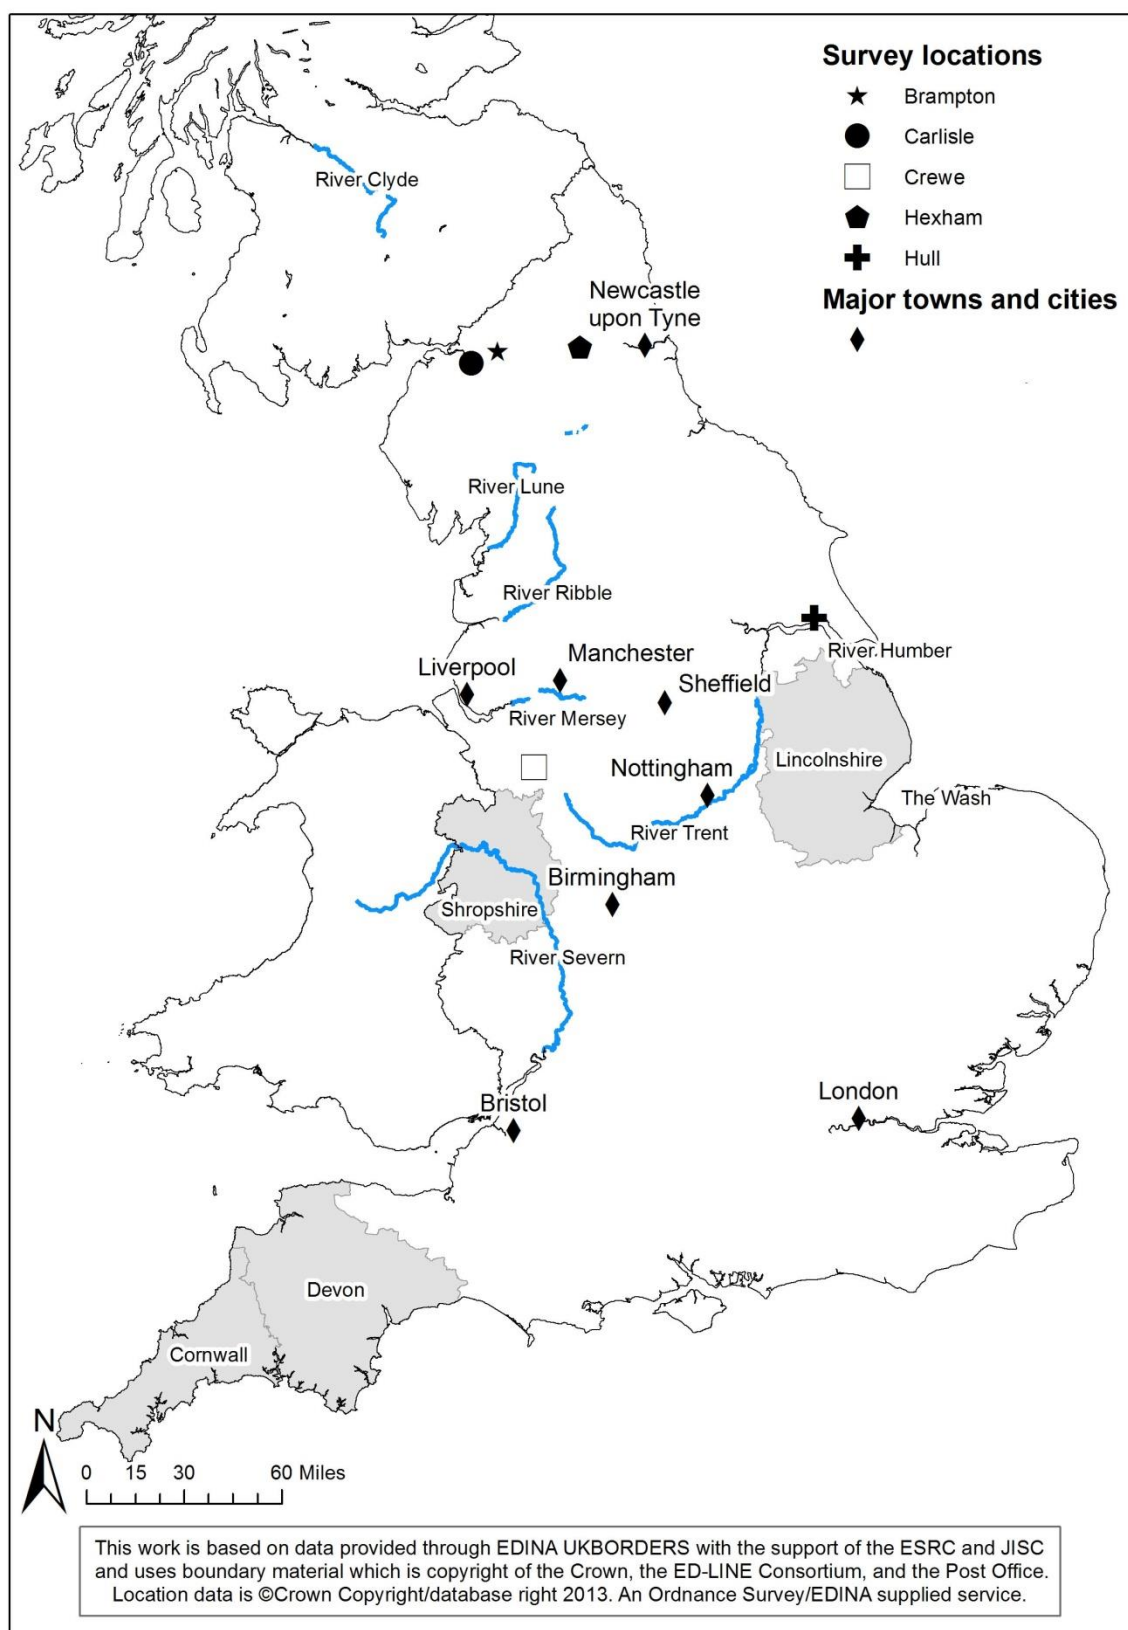 Survey locations
Brampton
Carlisle
Crewe
Hexham
Hull
Major towns and cities
River Clyde
Newcastle
upon Tyne
River Lune
River Ribble
River Humber
Liverpool
Manchester
Sheffield
River Mersey
Lincolnshire
Nottingham
The Wash
River Trent
Birmingham
Shropshire
River Severn
Bristol
London
Devon
Cornwall
N
0 15 30 60 Miles
This work is based on data provided through EDINA UKBORDERS with the support of the ESRC and JISC
and uses boundary material which is copyright of the Crown, the ED-LINE Consortium, and the Post Office.
Location data is ©Crown Copyright/database right 2013. An Ordnance Survey/EDINA supplied service.